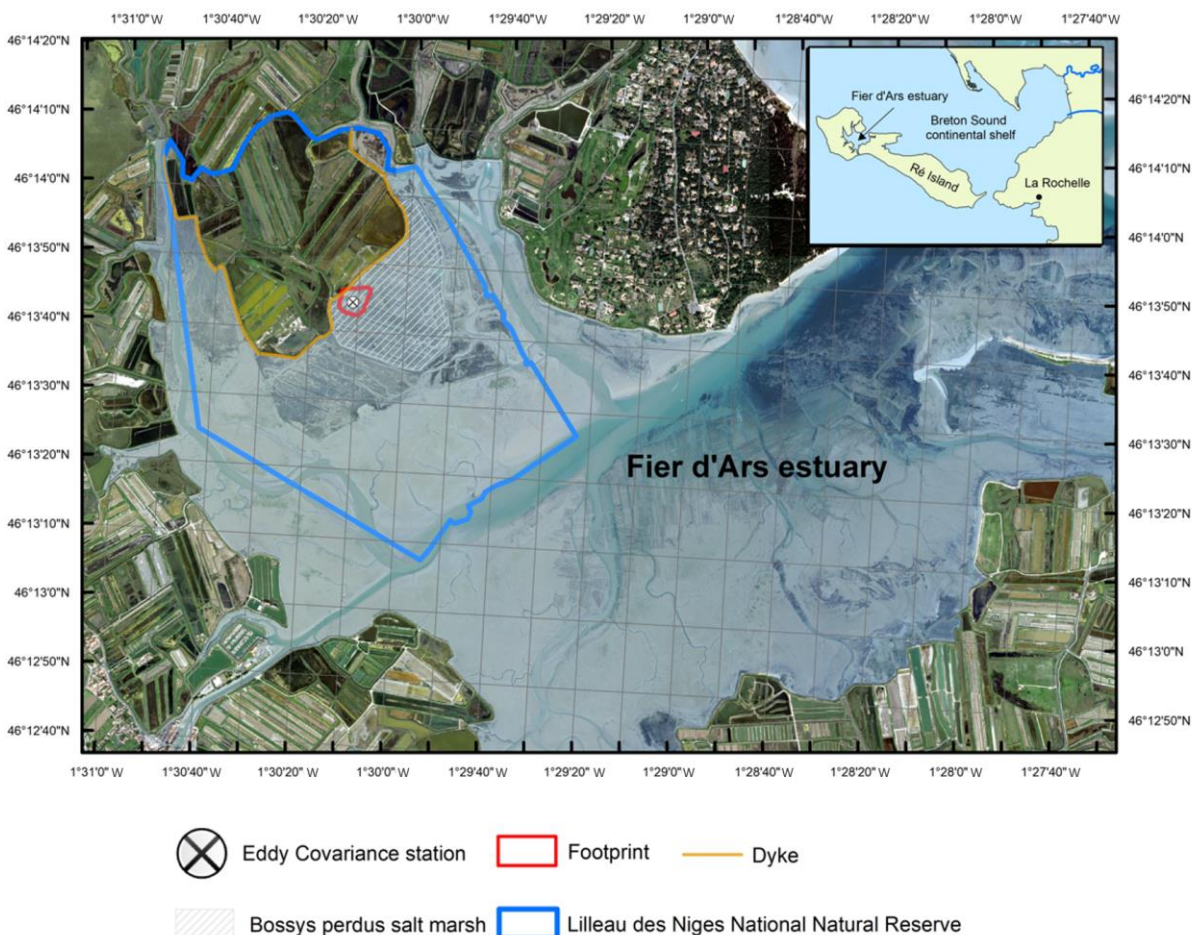 1°31'0"W 1°30'40"W 1°30'20"W 1°30'0"W 1°29'40"W 1°29'20"W 1°29'0"W 1°28'40"W 1°28'20"W 1°28'0"W 1°27'40"W
46°14'20"N
46°14'10"N
46°14'0"N
46°13'50"N
46°13'40"N
46°13'30"N
46°13'20"N
46°13'10"N
46°13'0"N
46°12'50"N
46°12'40"N
Fier d'Ars estuary
Breton Sound
continental shelf
Ré Island
La Rochelle
Fier d'Ars estuary
46°14'20"N
46°14'10"N
46°14'0"N
46°13'50"N
46°13'40"N
46°13'30"N
46°13'20"N
46°13'10"N
46°13'0"N
46°12'50"N
1°31'0"W 1°30'40"W 1°30'20"W 1°30'0"W 1°29'40"W 1°29'20"W 1°29'0"W 1°28'40"W 1°28'20"W 1°28'0"W 1°27'40"W
Eddy Covariance station Footprint Dyke
Bossys perdus salt marsh Lilleau des Niges National Natural Reserve